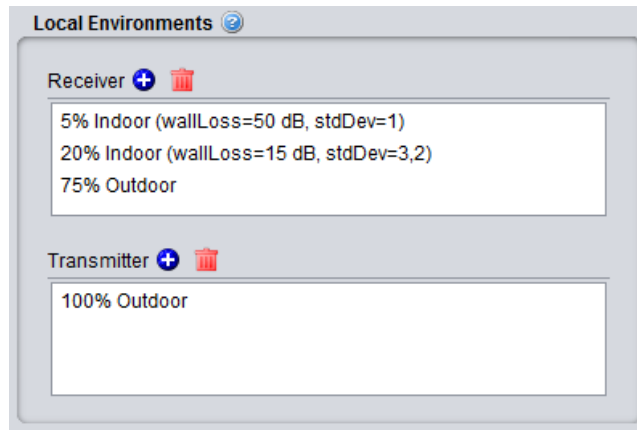 Local Environments
Receiver
5% Indoor (wallLoss=50 dB, stdDev=1)
20% Indoor (wallLoss=15 dB, stdDev=3,2)
75% Outdoor
Transmitter
100% Outdoor